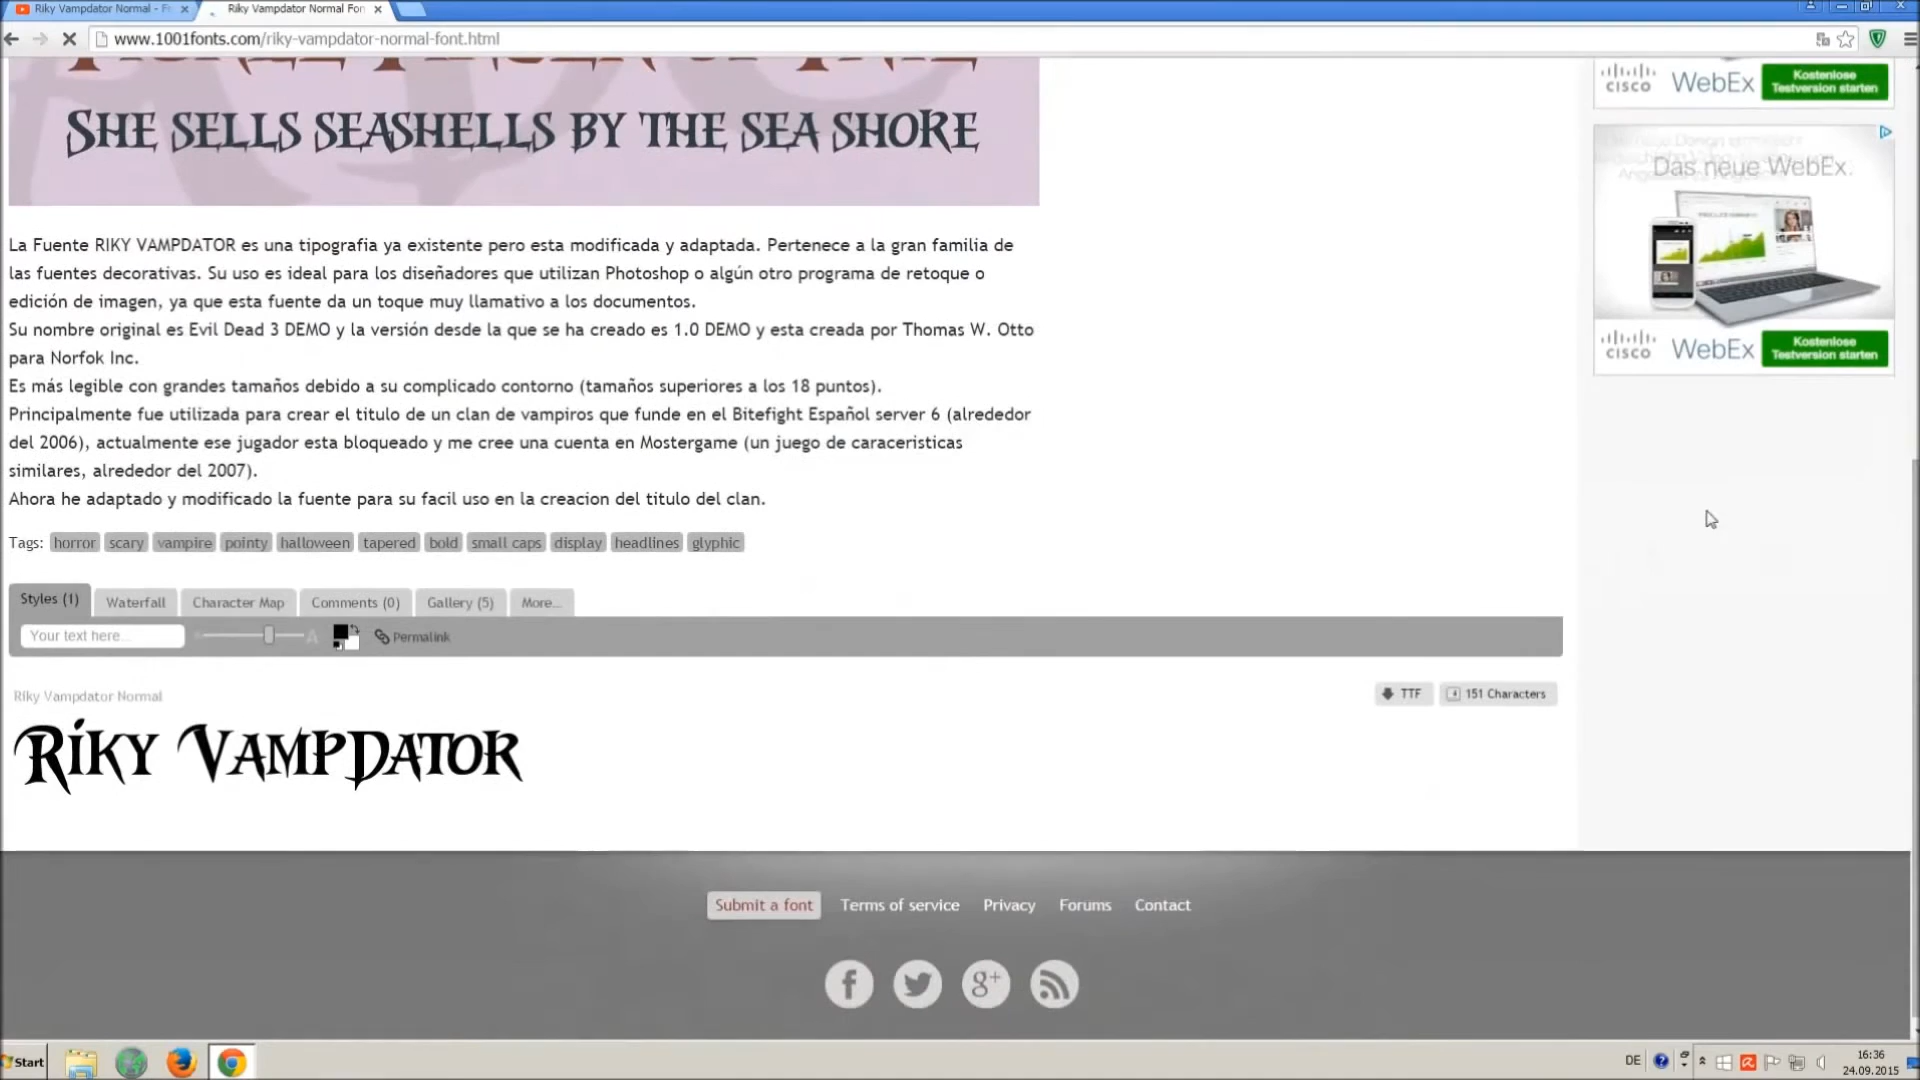 Riky Vampdator Normal - F
Riky Vampdator Normal Fon
www.1001fonts.com/riky-vampdator-normal-font.html
She sells seashells by the sea shore
La Fuente RIKY VAMPDATOR es una tipografia ya existente pero esta modificada y adaptada. Pertenece a la gran familia de
las fuentes decorativas. Su uso es ideal para los diseñadores que utilizan Photoshop o algún otro programa de retoque o
edición de imagen, ya que esta fuente da un toque muy llamativo a los documentos.
Su nombre original es Evil Dead 3 DEMO y la versión desde la que se ha creado es 1.0 DEMO y esta creada por Thomas W. Otto
para Norfok Inc.
Es más legible con grandes tamaños debido a su complicado contorno (tamaños superiores a los 18 puntos).
Principalmente fue utilizada para crear el titulo de un clan de vampiros que funde en el Bitefight Español server 6 (alrededor
del 2006), actualmente ese jugador esta bloqueado y me cree una cuenta en Mostergame (un juego de caraceristicas
similares, alrededor del 2007).
Ahora he adaptado y modificado la fuente para su facil uso en la creacion del titulo del clan.
Tags: horror scary vampire pointy halloween tapered bold small caps display headlines glyphic
Styles (1) Waterfall Character Map Comments (0) Gallery (5) More...
Your text here... A Permalink
Riky Vampdator Normal
TTF 151 Characters
Riky VampDator
CISCO WebEx Kostenlose
Testversion starten
Das neue WebEx.
CISCO WebEx Kostenlose
Testversion starten
Submit a font Terms of service Privacy Forums Contact
f g+
Start
DE
16:36
24.09.2015